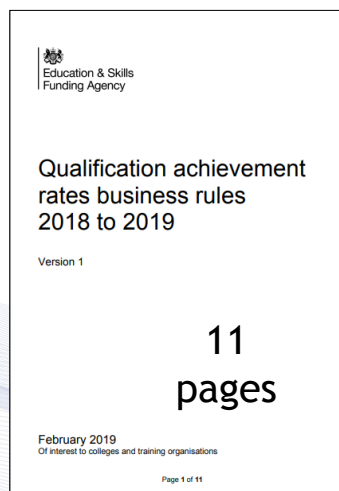 Education & Skills
Funding Agency
Qualification achievement
rates business rules
2018 to 2019
Version 1
11
pages
February 2019
Of interest to colleges and training organisations
Page 1 of 11